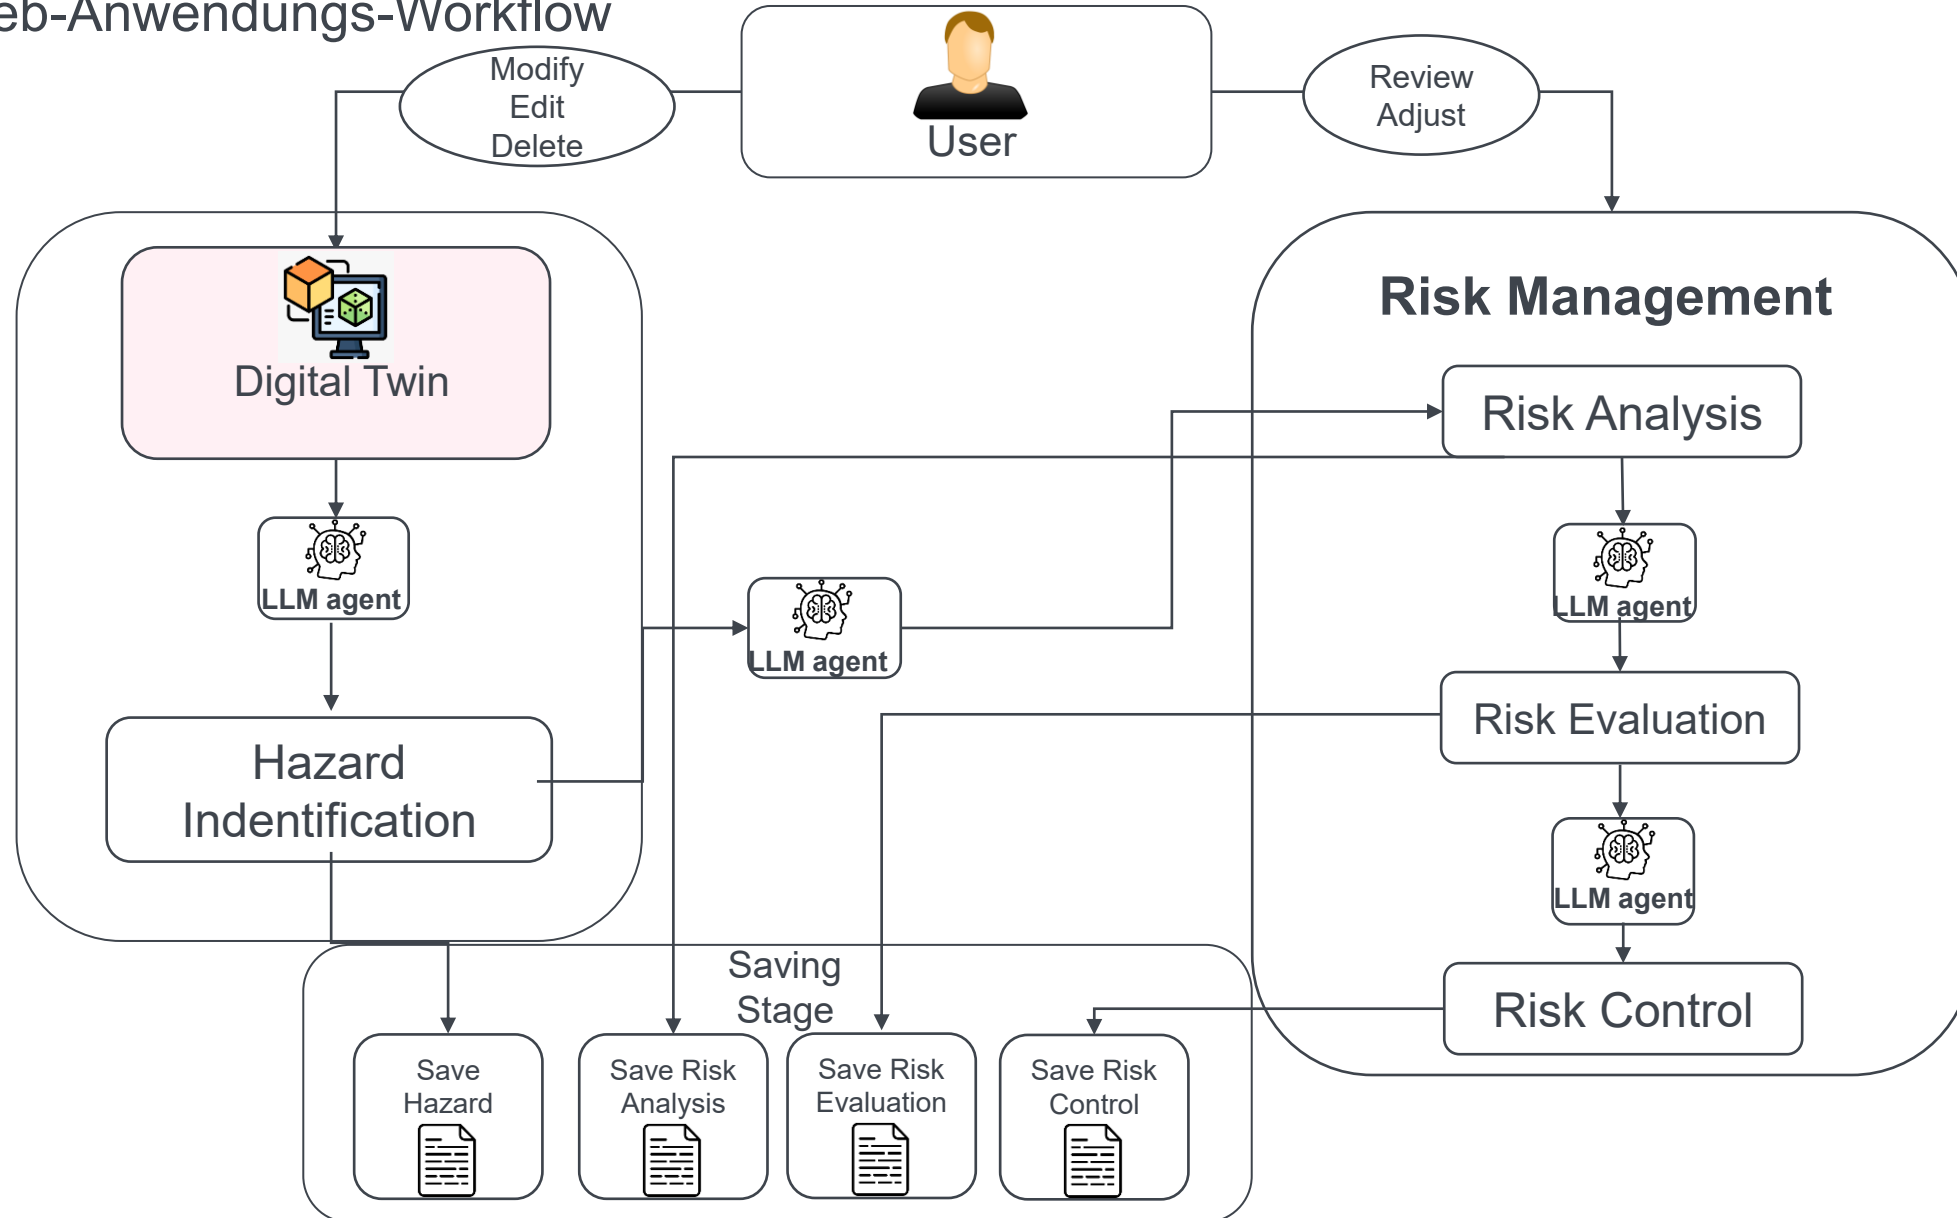 eb-Anwendungs-Workflow
Modify
Edit
Delete
User
Review
Adjust
Digital Twin
LLM agent
Hazard
Indentification
LLM agent
Risk Management
Risk Analysis
LLM agent
Risk Evaluation
LLM agent
Risk Control
Saving
Stage
Save
Hazard
Save Risk
Analysis
Save Risk
Evaluation
Save Risk
Control